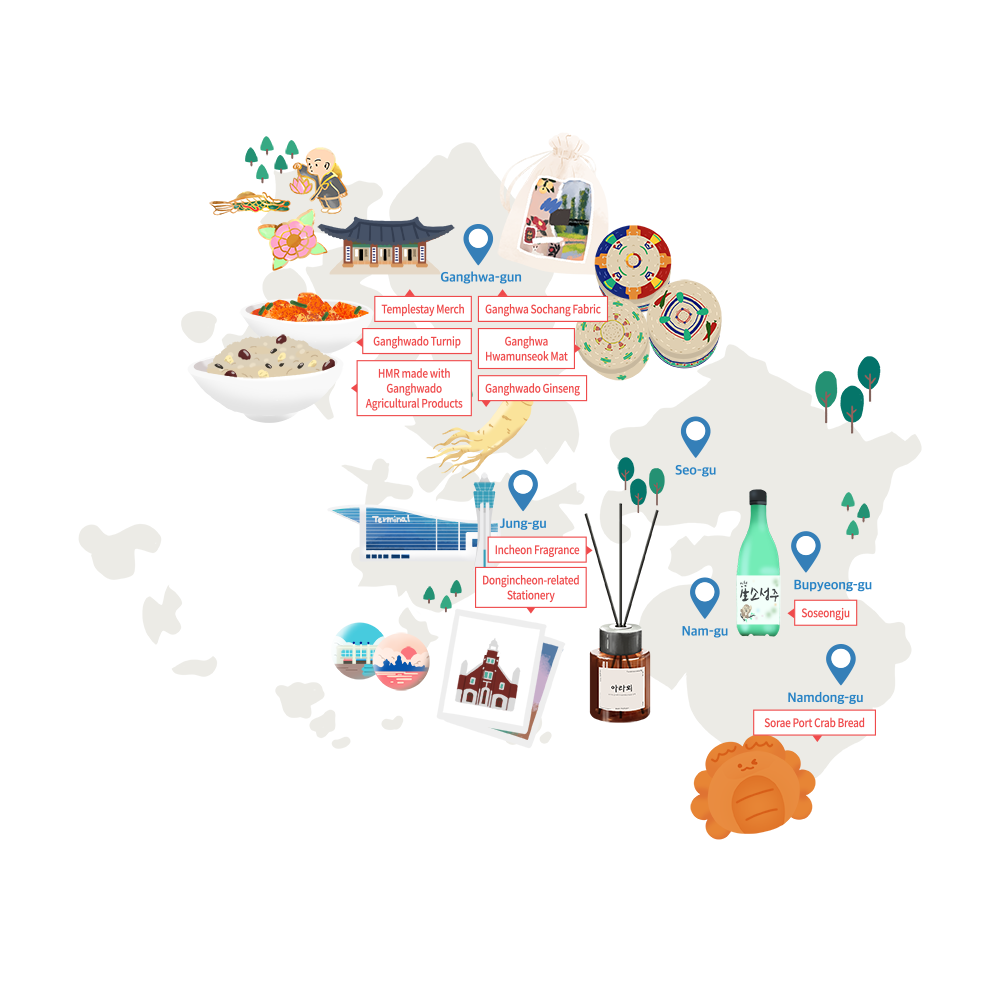 Ganghwa-gun
Templestay Merch
Ganghwa Sochang Fabric
Ganghwado Turnip
Ganghwa
Hwamunseok Mat
HMR made with
Ganghwado
Agricultural Products
Ganghwado Ginseng
Seo-gu
Terminal
Jung-gu
Incheon Fragrance
Dongincheon-related
Stationery
Bupyeong-gu
生소성주
Soseongju
Nam-gu
Namdong-gu
아라뫼
Sorae Port Crab Bread